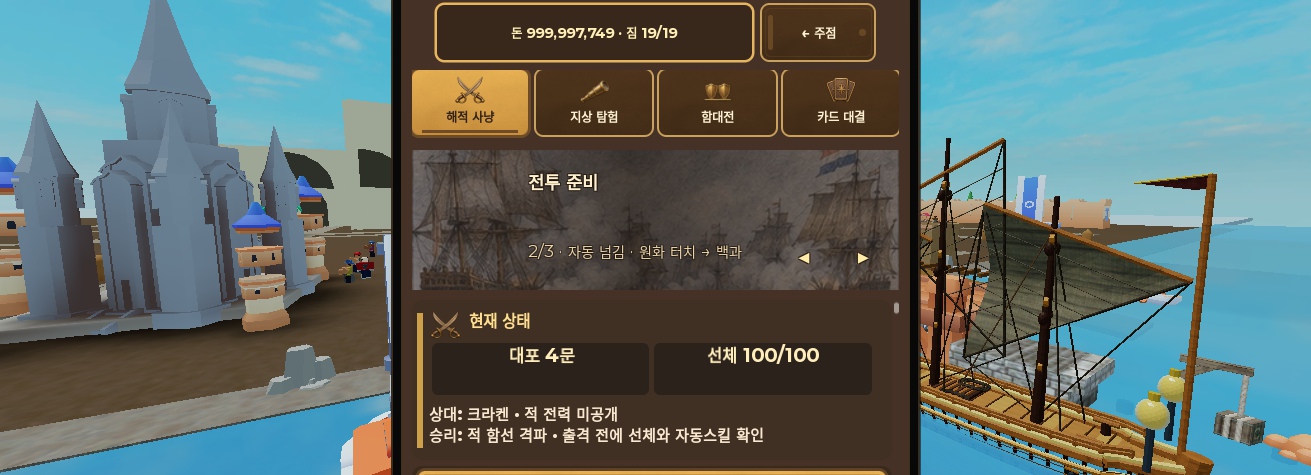 돈 999,997,749 · 짐 19/19
← 주점
해적 사냥
지상 탐험
함대전
카드 대결
전투 준비
2/3 · 자동 넘김 · 원화 터치 → 백과
◀ ▶
현재 상태
대포 4문
선체 100/100
상대: 크라켄 • 적 전력 미공개
승리: 적 함선 격파 • 출격 전에 선체와 자동스킬 확인